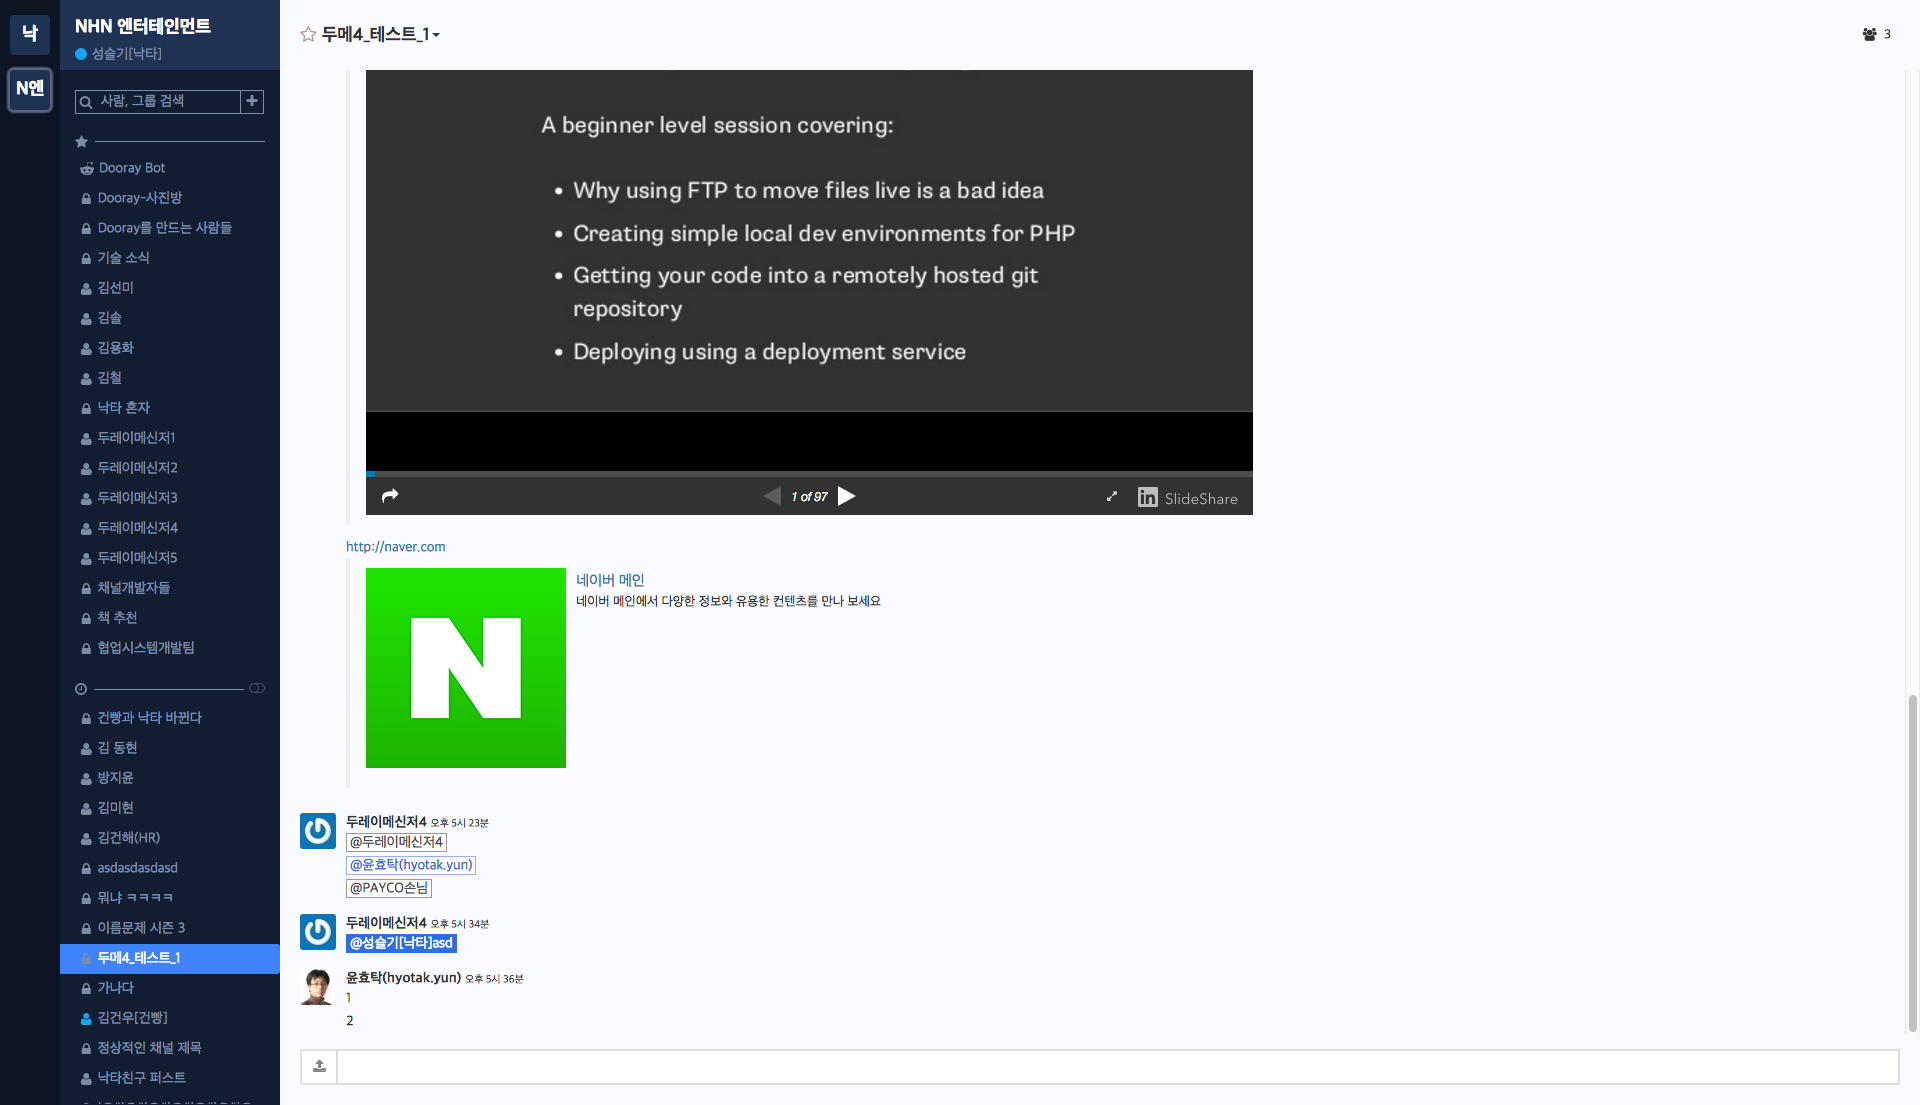 낙
N엔
NHN 엔터테인먼트
성슬기[낙타]
사람, 그룹 검색
Dooray Bot
Dooray-사진방
Dooray를 만드는 사람들
기술 소식
김선미
김솔
김용화
김철
낙타 혼자
두레이메신저1
두레이메신저2
두레이메신저3
두레이메신저4
두레이메신저5
채널개발자들
책 추천
협업시스템개발팀
건빵과 낙타 바뀐다
김 동현
방지윤
김미현
김건해(HR)
asdasdasdasd
뭐냐 ㅋㅋㅋㅋ
이름문제 시즌 3
두메4_테스트_1
가나다
김건우[건빵]
정상적인 채널 제목
낙타친구 퍼스트
두메4_테스트_1
3
A beginner level session covering:
• Why using FTP to move files live is a bad idea
• Creating simple local dev environments for PHP
• Getting your code into a remotely hosted git
repository
• Deploying using a deployment service
1 of 97
in SlideShare
http://naver.com
N
네이버 메인
네이버 메인에서 다양한 정보와 유용한 컨텐츠를 만나 보세요
두레이메신저4 오후 5시 23분
@두레이메신저4
@윤효탁(hyotak.yun)
@PAYCO손님
두레이메신저4 오후 5시 34분
@성슬기[낙타]asd
윤효탁(hyotak.yun) 오후 5시 36분
1
2